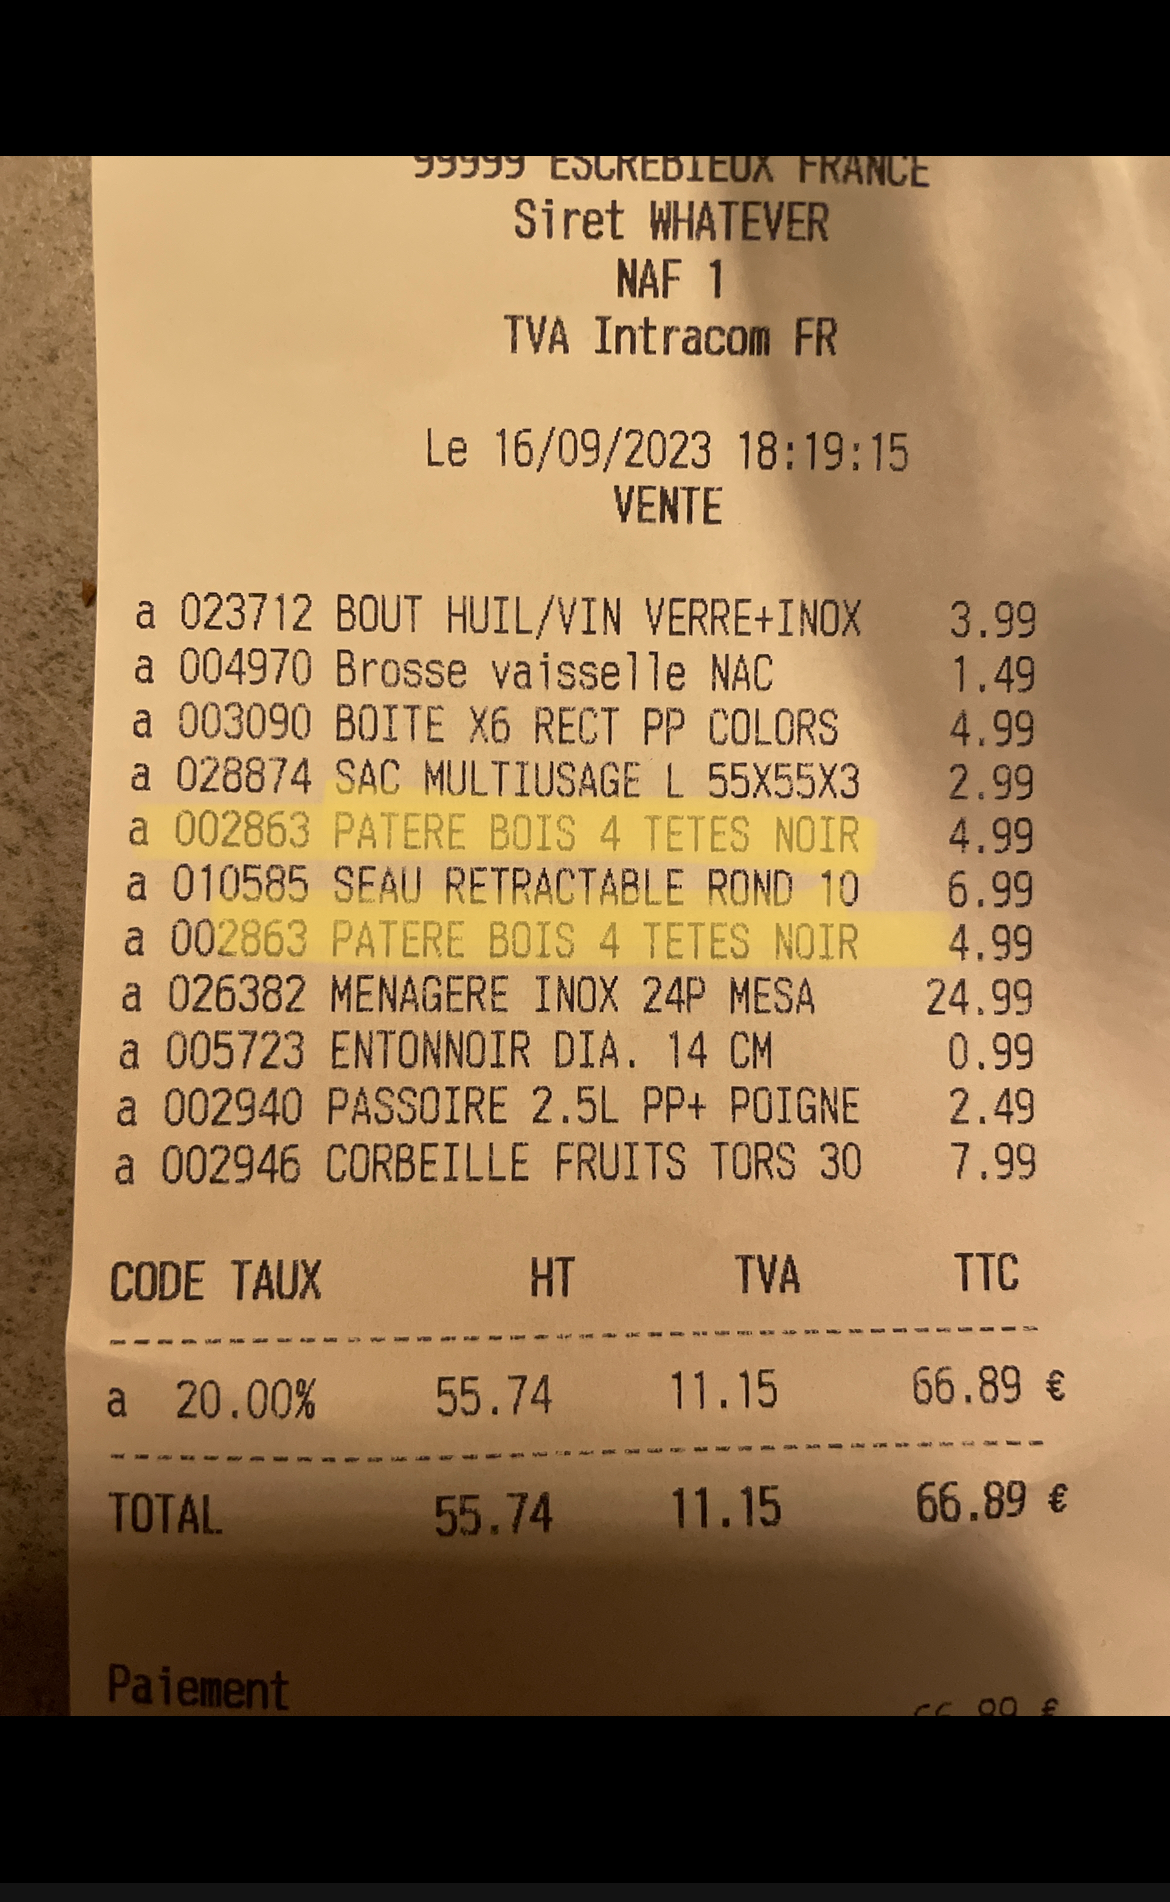 99999 ESCREBIEUX FRANCE
Siret WHATEVER
NAF 1
TVA Intracom FR
Le 16/09/2023 18:19:15
VENTE
a 023712 BOUT HUIL/VIN VERRE+INOX 3.99
a 004970 Brosse vaisselle NAC 1.49
a 003090 BOITE X6 RECT PP COLORS 4.99
a 028874 SAC MULTIUSAGE L 55X55X3 2.99
a 002863 PATERE BOIS 4 TETES NOIR 4.99
a 010585 SEAU RETRACTABLE ROND 10 6.99
a 002863 PATERE BOIS 4 TETES NOIR 4.99
a 026382 MENAGERE INOX 24P MESA 24.99
a 005723 ENTONNOIR DIA. 14 CM 0.99
a 002940 PASSOIRE 2.5L PP+ POIGNE 2.49
a 002946 CORBEILLE FRUITS TORS 30 7.99
CODE TAUX HT TVA TTC
a 20.00% 55.74 11.15 66.89 €
TOTAL 55.74 11.15 66.89 €
Paiement
66.89 €